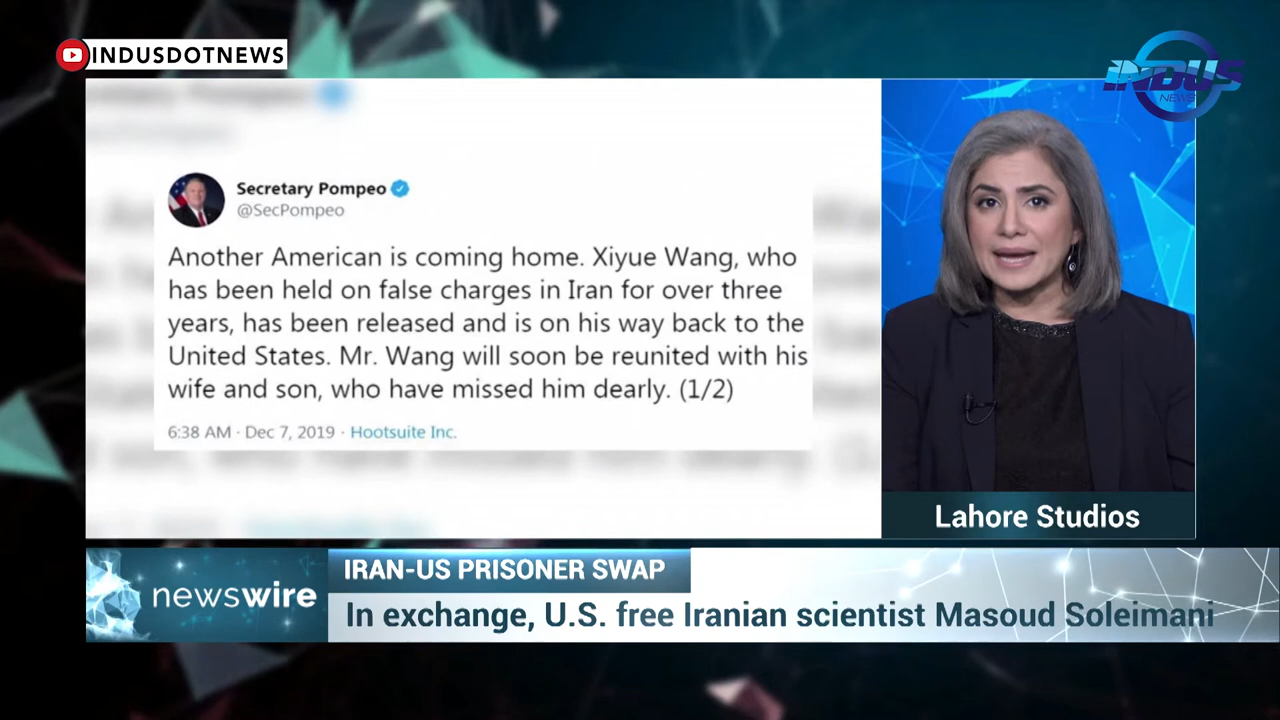 INDUSDOTNEWS
INDUS
NEWS
Secretary Pompeo
@SecPompeo
Another American is coming home. Xiyue Wang, who
has been held on false charges in Iran for over three
years, has been released and is on his way back to the
United States. Mr. Wang will soon be reunited with his
wife and son, who have missed him dearly. (1/2)
6:38 AM · Dec 7, 2019 · Hootsuite Inc.
Lahore Studios
newswire
IRAN-US PRISONER SWAP
In exchange, U.S. free Iranian scientist Masoud Soleimani